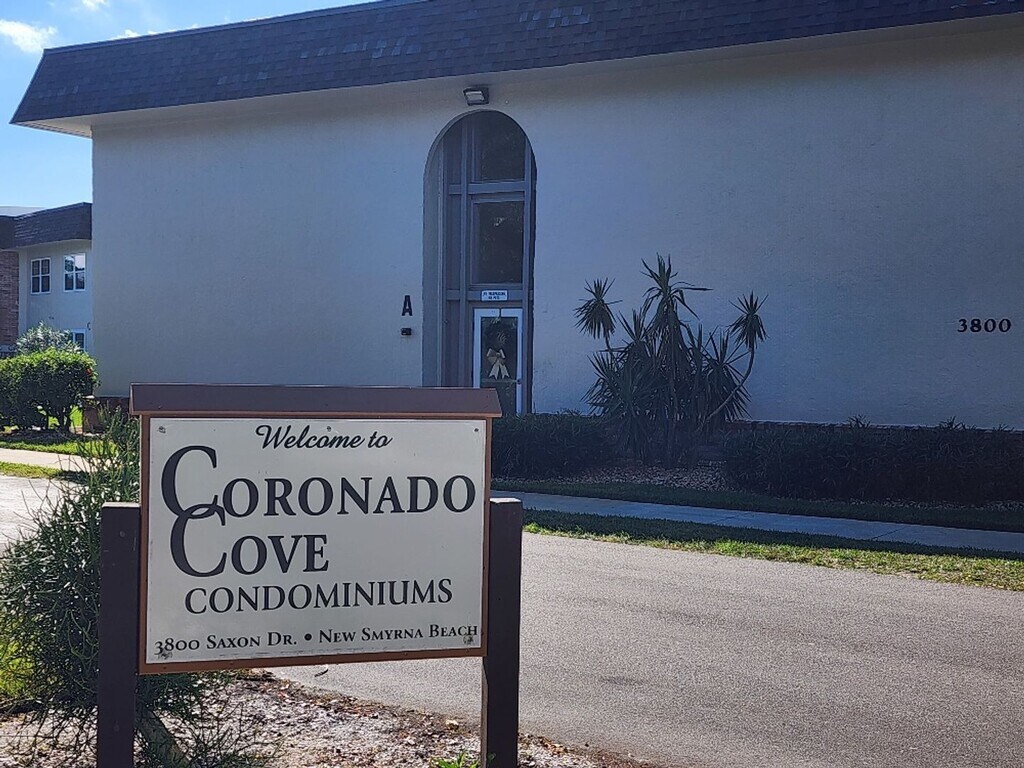 A
3800
Welcome to
CORONADO
COVE
CONDOMINIUMS
3800 SAXON DR. • NEW SMYRNA BEACH